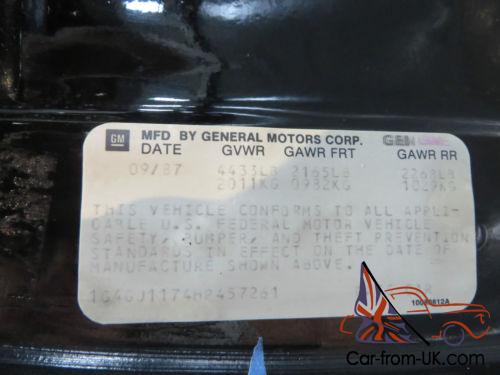 GM MFD BY GENERAL MOTORS CORP. GEN
DATE GVWR GAWR FRT GAWR RR
09/87 4433LB 2165LB 2268LB
2011KG 0982KG 1029KG
THIS VEHICLE CONFORMS TO ALL APPLI-
CABLE U.S. FEDERAL MOTOR VEHICLE
SAFETY, BUMPER, AND THEFT PREVENTION
STANDARDS IN EFFECT ON THE DATE OF
MANUFACTURE SHOWN ABOVE.
1G4GJ1174HP457261
Car-from-UK.com